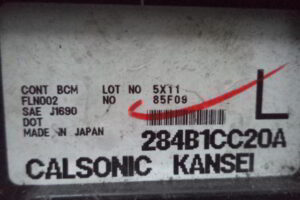 CONT BCM LOT NO 5X11
FLN002 NO 85F09
SAE J1690
DOT
MADE IN JAPAN
L
284B1CC20A
CALSONIC KANSEI